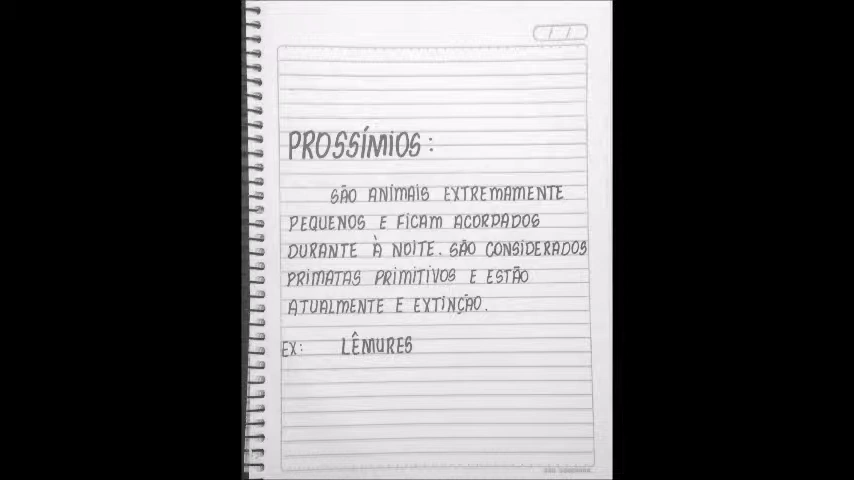 PROSSÍMIOS:
SÃO ANIMAIS EXTREMAMENTE
PEQUENOS E FICAM ACORDADOS
DURANTE À NOITE. SÃO CONSIDERADOS
PRIMATAS PRIMITIVOS E ESTÃO
ATUALMENTE E EXTINÇÃO.
EX: LÊMURES